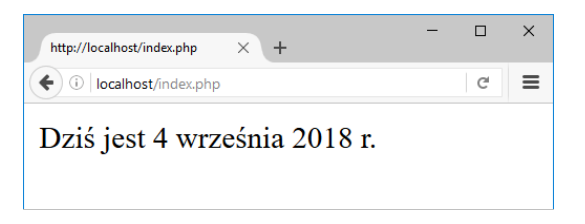 http://localhost/index.php
localhost/index.php
Dziś jest 4 września 2018 r.